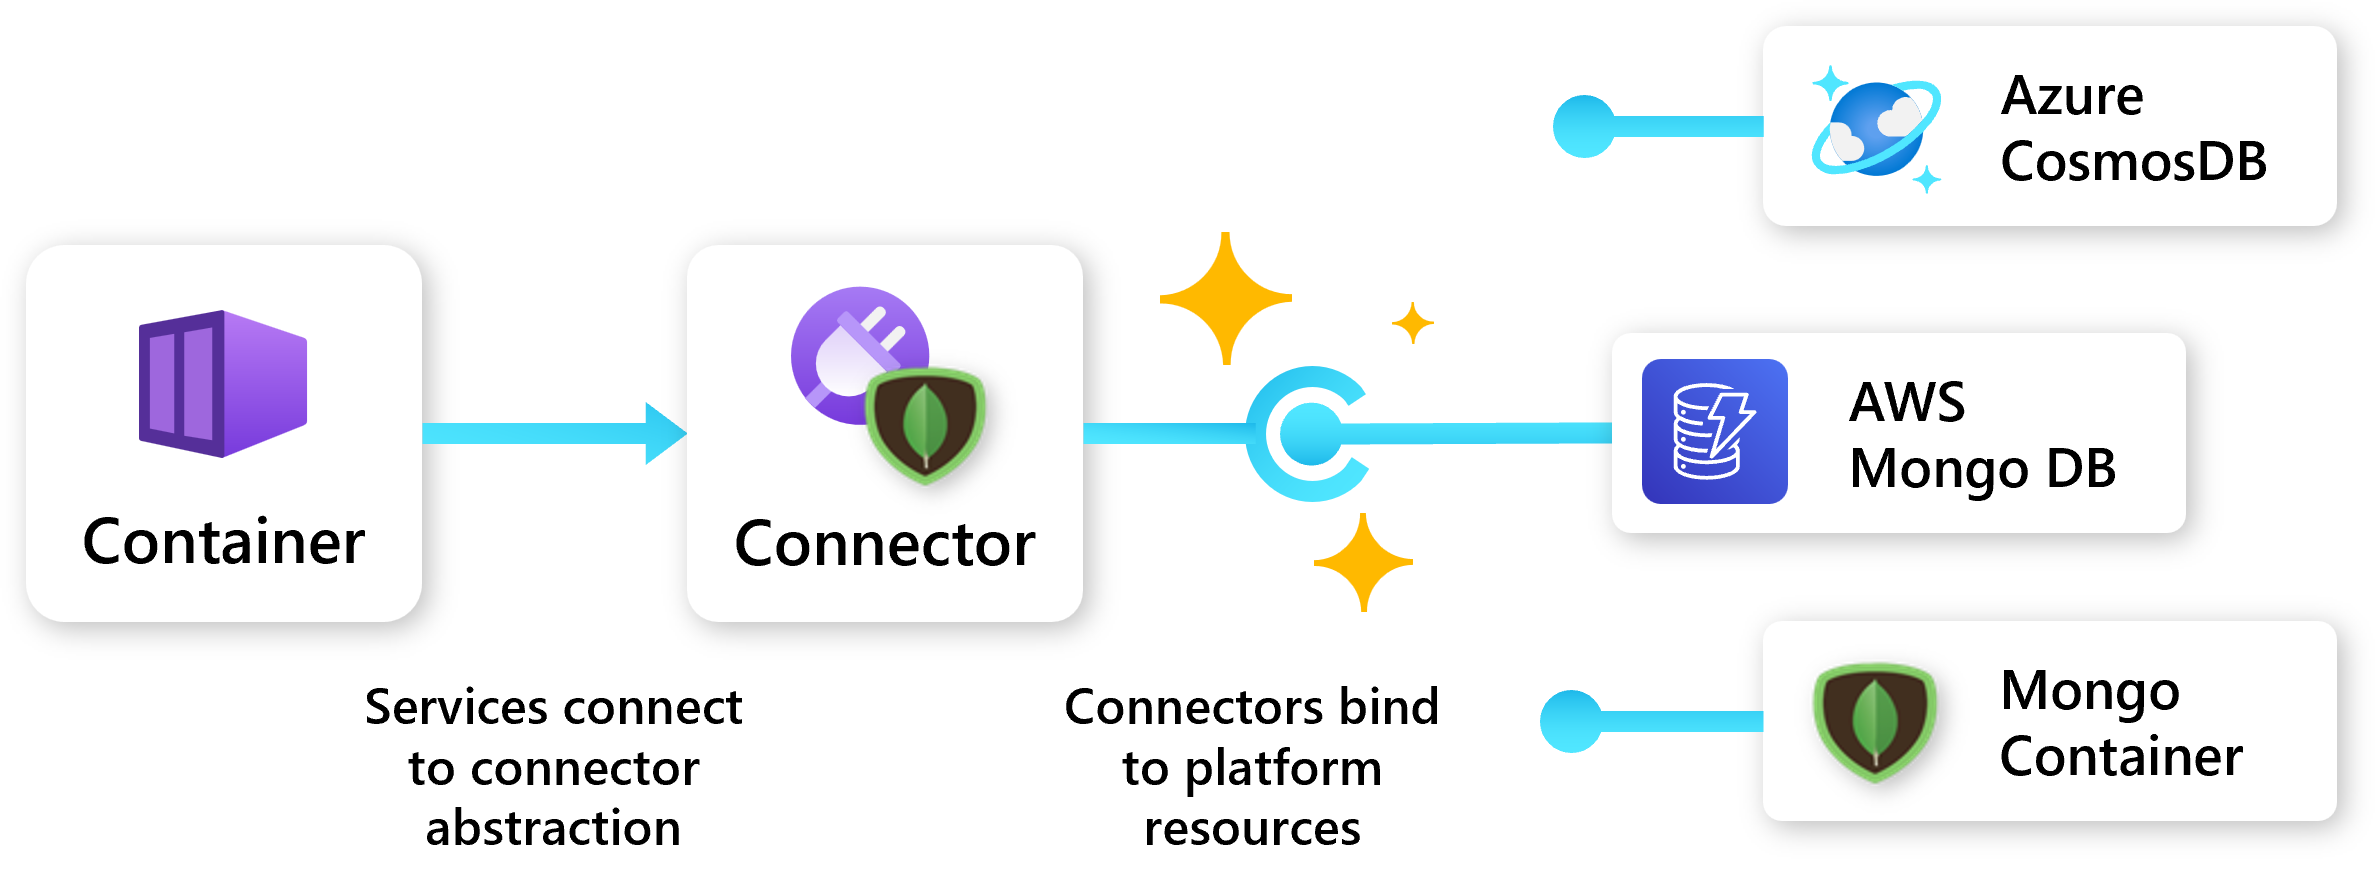 Container
Services connect
to connector
abstraction
Connector
Connectors bind
to platform
resources
Azure
CosmosDB
AWS
Mongo DB
Mongo
Container